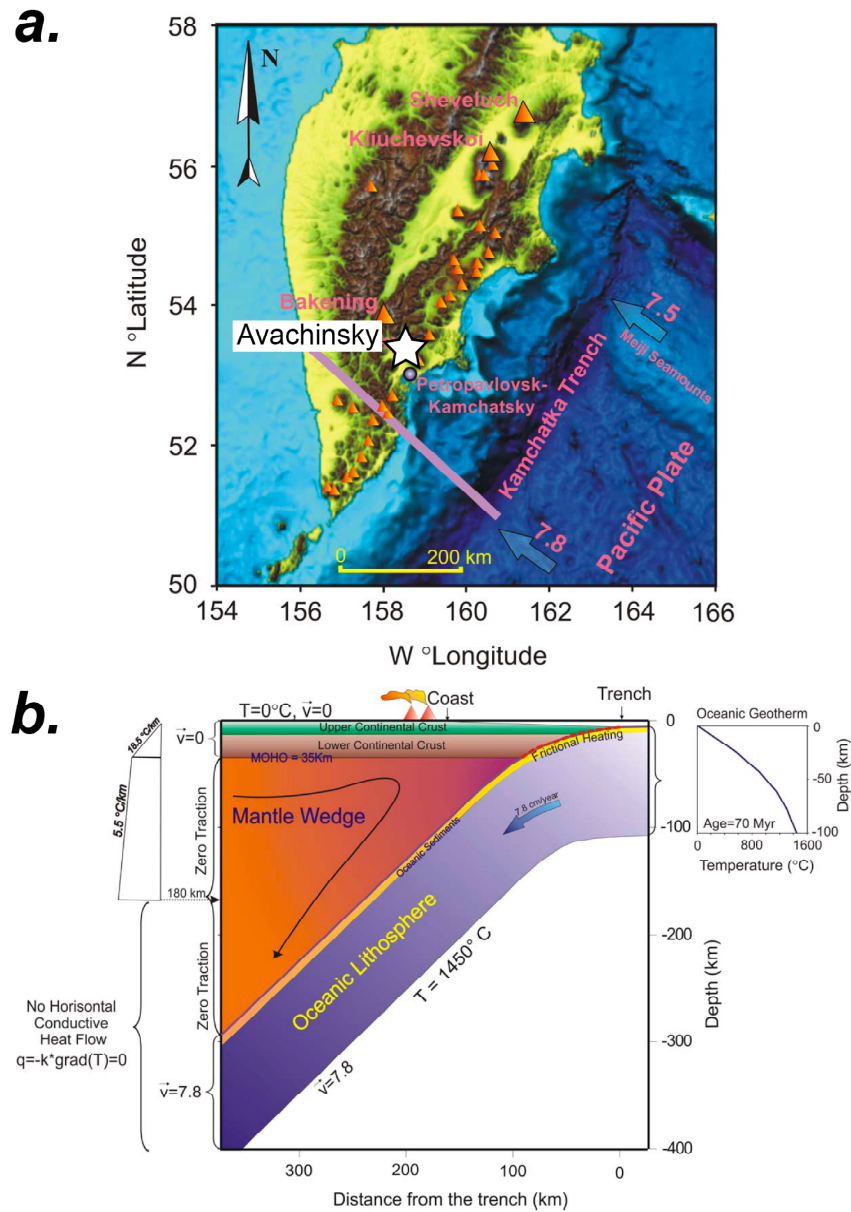 a.
58
N
Sheveluch
Kliuchevskoi
56
N °Latitude
54
Bakening
Avachinsky
7.5
Meiji Seamounts
Petropavlovsk-
Kamchatsky
Kamchatka Trench
52
Pacific Plate
7.8
0
200 km
50
154
156
158
160
162
164
166
W °Longitude
b.
T=0°C, v⃗=0
Coast
Trench
v⃗=0
18.5 °C/km
5.5 °C/km
Upper Continental Crust
Lower Continental Crust
MOHO = 35Km
Frictional Heating
Mantle Wedge
7.8 cm/year
Oceanic Sediments
Zero Traction
180 km
Zero Traction
Oceanic Lithosphere
T = 1450° C
v⃗=7.8
No Horisontal
Conductive
Heat Flow
q=-k*grad(T)=0
v⃗=7.8
0
-100
-200
-300
-400
Depth (km)
300
200
100
0
Distance from the trench (km)
Oceanic Geotherm
0
-50
-100
Depth (km)
Age=70 Myr
0
800
1600
Temperature (°C)